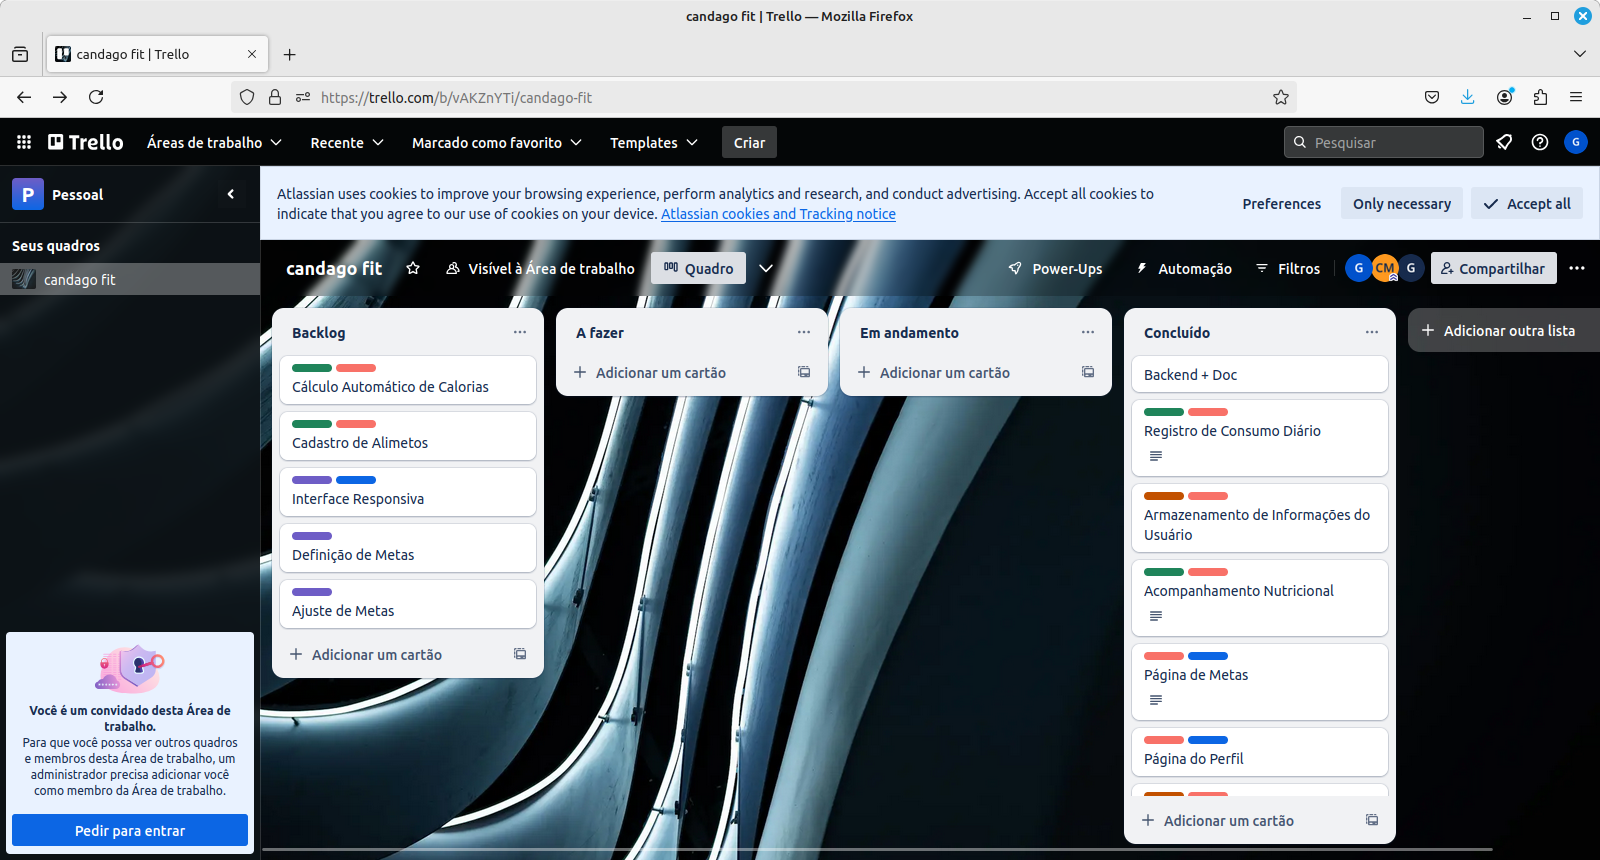 candago fit | Trello — Mozilla Firefox
candago fit | Trello
https://trello.com/b/vAKZnYTi/candago-fit
Trello
Áreas de trabalho
Recente
Marcado como favorito
Templates
Criar
Pesquisar
G
P
Pessoal
Seus quadros
candago fit
Você é um convidado desta Área de
trabalho.
Para que você possa ver outros quadros
e membros desta Área de trabalho, um
administrador precisa adicionar você
como membro da Área de trabalho.
Pedir para entrar
Atlassian uses cookies to improve your browsing experience, perform analytics and research, and conduct advertising. Accept all cookies to
indicate that you agree to our use of cookies on your device. Atlassian cookies and Tracking notice
Preferences
Only necessary
Accept all
candago fit
Visível à Área de trabalho
Quadro
Power-Ups
Automação
Filtros
G
CM
G
Compartilhar
Backlog
Cálculo Automático de Calorias
Cadastro de Alimetos
Interface Responsiva
Definição de Metas
Ajuste de Metas
Adicionar um cartão
A fazer
Adicionar um cartão
Em andamento
Adicionar um cartão
Concluído
Backend + Doc
Registro de Consumo Diário
Armazenamento de Informações do
Usuário
Acompanhamento Nutricional
Página de Metas
Página do Perfil
Adicionar um cartão
Adicionar outra lista